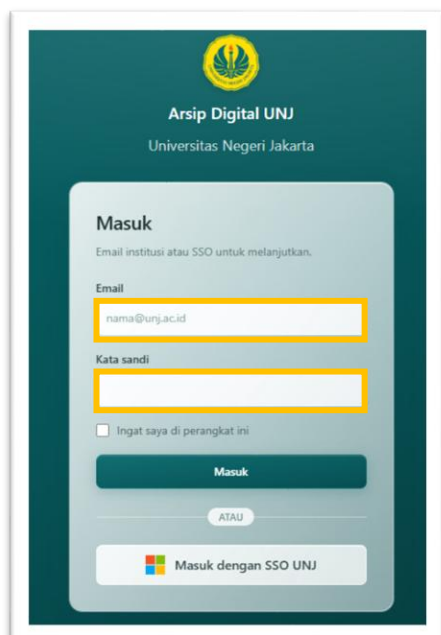 Arsip Digital UNJ
Universitas Negeri Jakarta
Masuk
Email institusi atau SSO untuk melanjutkan.
Email
nama@unj.ac.id
Kata sandi
Ingat saya di perangkat ini
Masuk
ATAU
Masuk dengan SSO UNJ